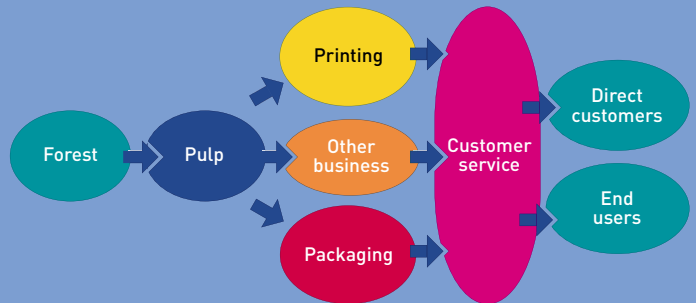 Forest
Pulp
Printing
Other
business
Packaging
Customer
service
Direct
customers
End
users